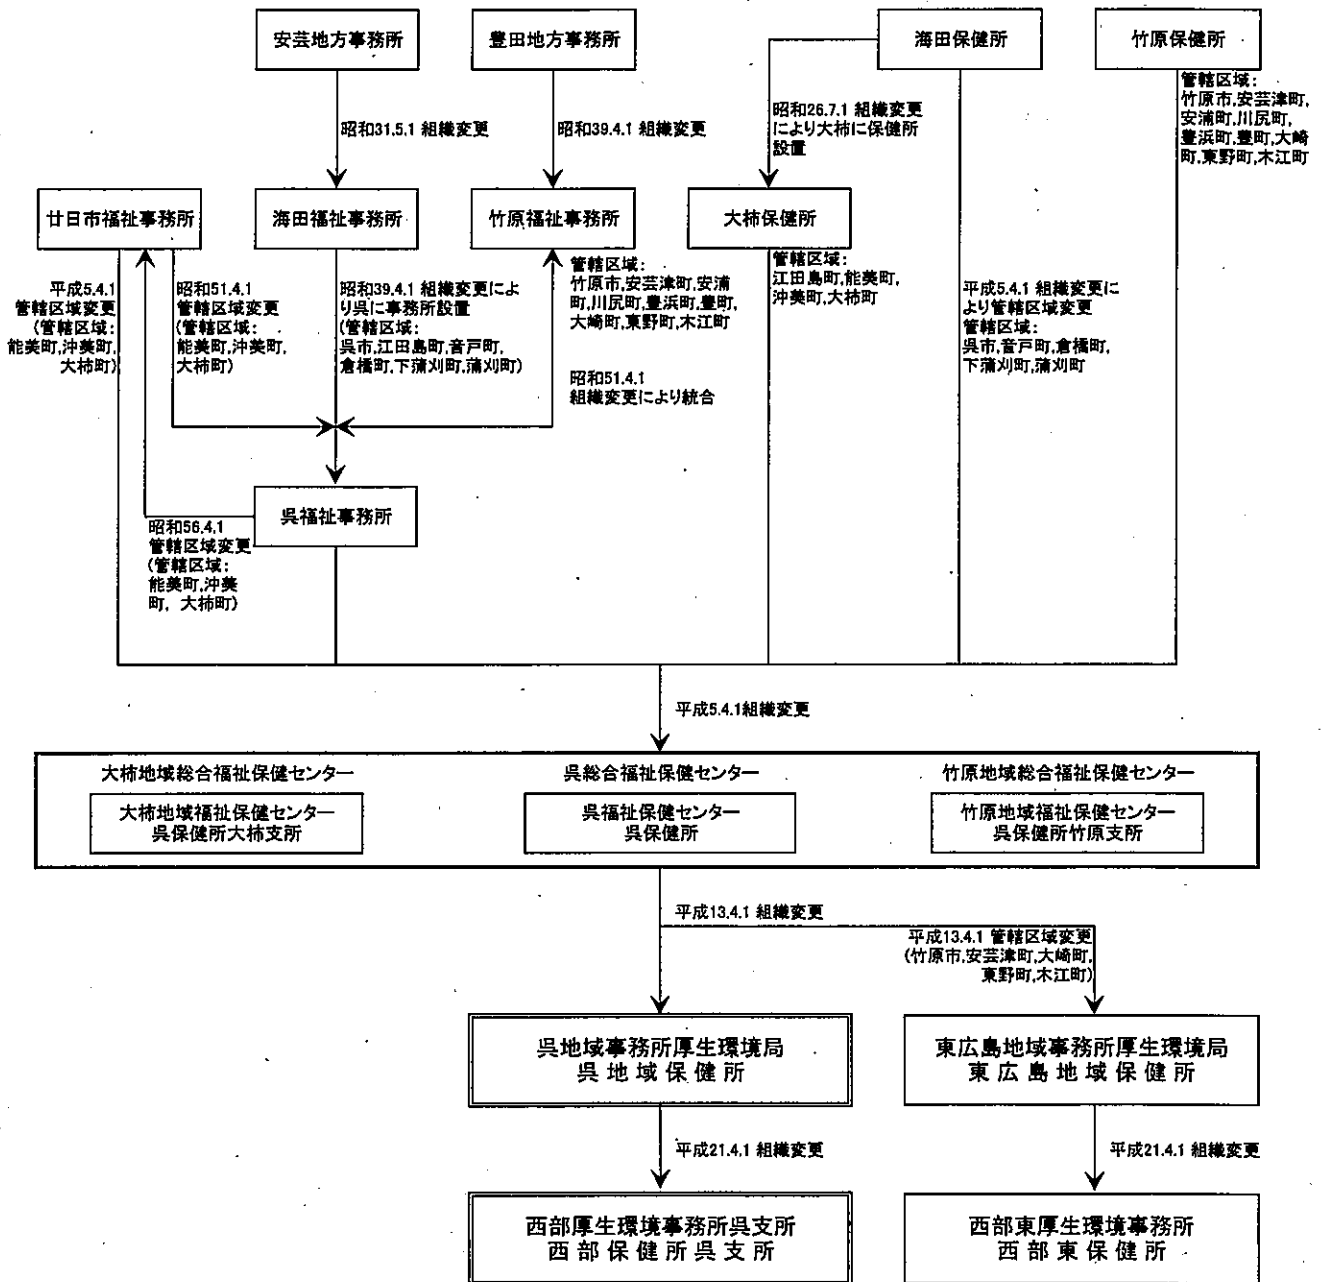 安芸地方事務所
豊田地方事務所
海田保健所
竹原保健所
管轄区域：
竹原市,安芸津町,
安浦町,川尻町,
豊浜町,豊町,大崎
町,東野町,木江町
昭和31.5.1 組織変更
昭和39.4.1 組織変更
昭和26.7.1 組織変更
により大柿に保健所
設置
廿日市福祉事務所
海田福祉事務所
竹原福祉事務所
大柿保健所
平成5.4.1
管轄区域変更
(管轄区域：
能美町,沖美町,
大柿町)
昭和51.4.1
管轄区域変更
(管轄区域：
能美町,沖美町,
大柿町)
昭和39.4.1 組織変更によ
り呉に事務所設置
(管轄区域：
呉市,江田島町,音戸町,
倉橋町,下蒲刈町,蒲刈町)
管轄区域：
竹原市,安芸津町,安浦
町,川尻町,豊浜町,豊町,
大崎町,東野町,木江町
昭和51.4.1
組織変更により統合
管轄区域：
江田島町,能美町,
沖美町,大柿町
平成5.4.1 組織変更に
より管轄区域変更
管轄区域：
呉市,音戸町,倉橋町,
下蒲刈町,蒲刈町
呉福祉事務所
昭和56.4.1
管轄区域変更
(管轄区域：
能美町,沖美
町, 大柿町)
平成5.4.1組織変更
大柿地域総合福祉保健センター
呉総合福祉保健センター
竹原地域総合福祉保健センター
大柿地域福祉保健センター
呉保健所大柿支所
呉福祉保健センター
呉保健所
竹原地域福祉保健センター
呉保健所竹原支所
平成13.4.1 組織変更
平成13.4.1 管轄区域変更
(竹原市,安芸津町,大崎町,
東野町,木江町)
呉地域事務所厚生環境局
呉地域保健所
東広島地域事務所厚生環境局
東広島地域保健所
平成21.4.1 組織変更
平成21.4.1 組織変更
西部厚生環境事務所呉支所
西部保健所呉支所
西部東厚生環境事務所
西部東保健所